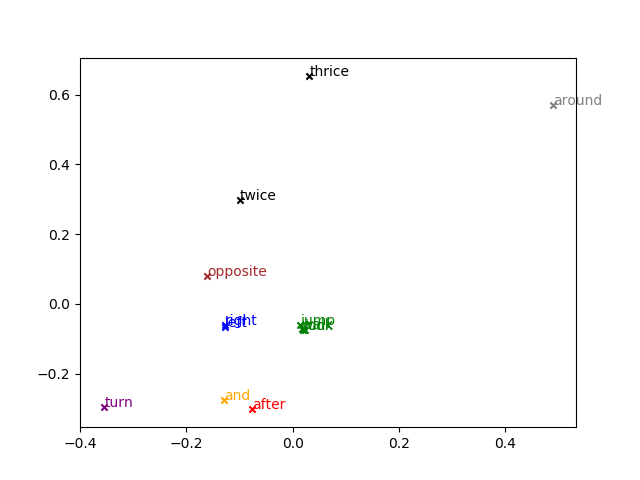 thrice
around
0.6
0.4
twice
0.2
opposite
0.0
right
left
jump
−0.2
turn
and
after
−0.4
−0.2
0.0
0.2
0.4